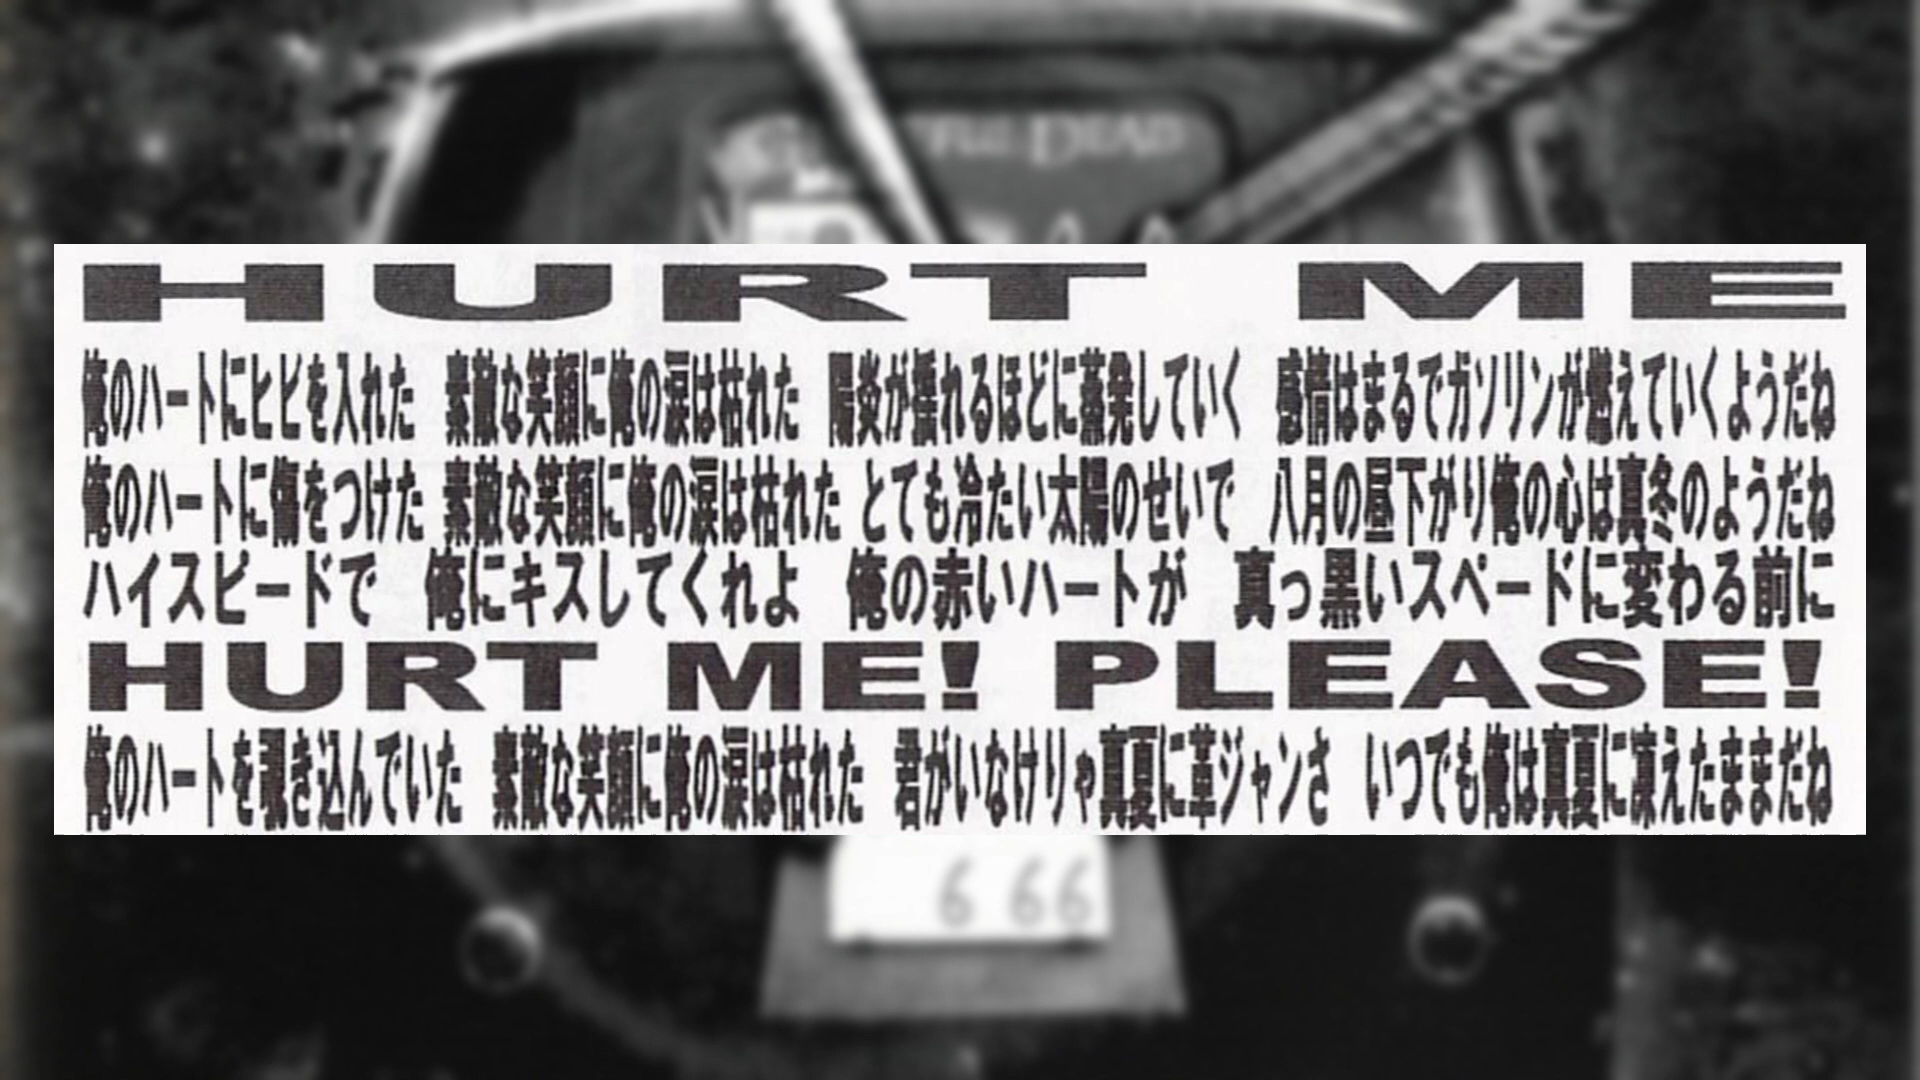 TEFUL DEAD
HURT ME
俺のハートにヒビを入れた 素敵な笑顔に俺の涙は枯れた 陽炎が揺れるほどに蒸発していく 感情はまるでガソリンが燃えていくようだね
俺のハートに傷をつけた 素敵な笑顔に俺の涙は枯れた とても冷たい太陽のせいで 八月の昼下がり俺の心は真冬のようだね
ハイスピードで 俺にキスしてくれよ 俺の赤いハートが 真っ黒いスペードに変わる前に
HURT ME! PLEASE!
俺のハートを覗き込んでいた 素敵な笑顔に俺の涙は枯れた 君がいなけりゃ真夏に革ジャンさ いつでも俺は真夏に凍えたままだね
6 66